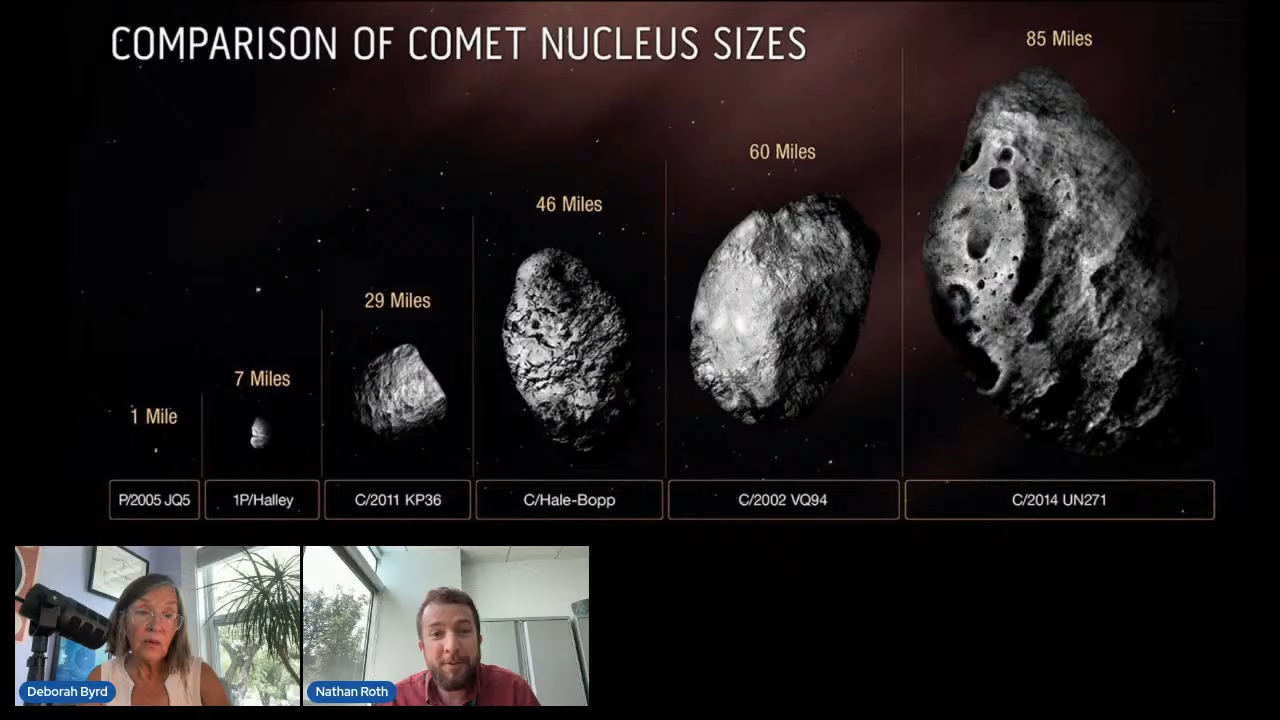 COMPARISON OF COMET NUCLEUS SIZES
1 Mile
7 Miles
29 Miles
46 Miles
60 Miles
85 Miles
P/2005 JQ5
1P/Halley
C/2011 KP36
C/Hale-Bopp
C/2002 VQ94
C/2014 UN271
Deborah Byrd
Nathan Roth